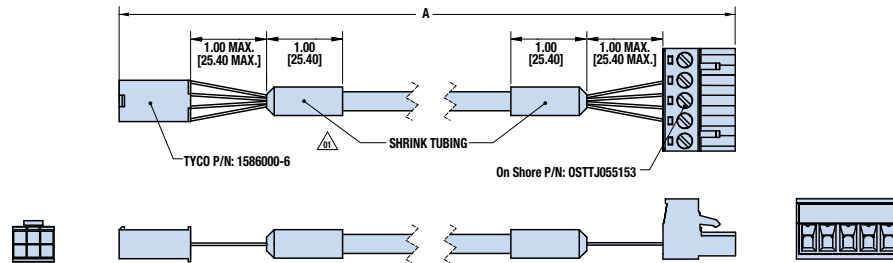 A
1.00 MAX.
[25.40 MAX.]
1.00
[25.40]
1.00
[25.40]
1.00 MAX.
[25.40 MAX.]
01
SHRINK TUBING
TYCO P/N: 1586000-6
On Shore P/N: OSTTJ055153